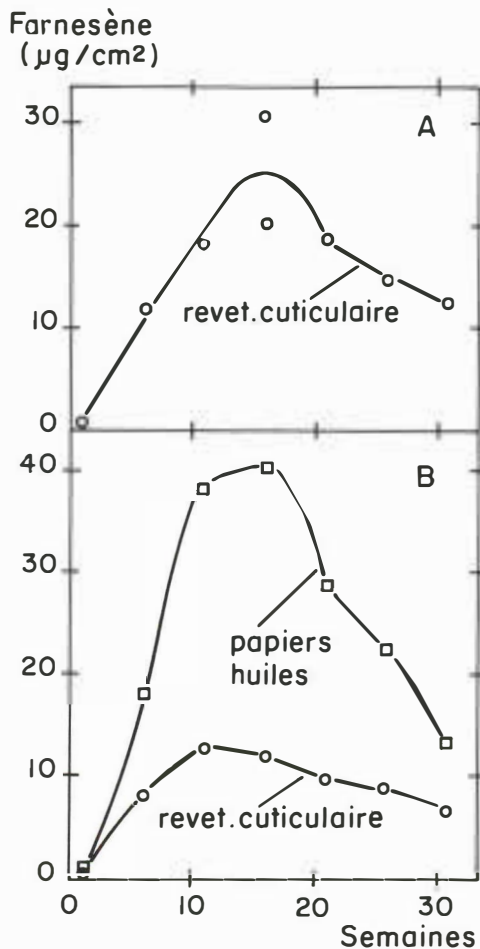 Farnesène
(µg/cm2)
30
A
20
revet.cuticulaire
10
0
40
B
30
papiers
huiles
20
10
revet.cuticulaire
0
0 10 20 30
Semaines